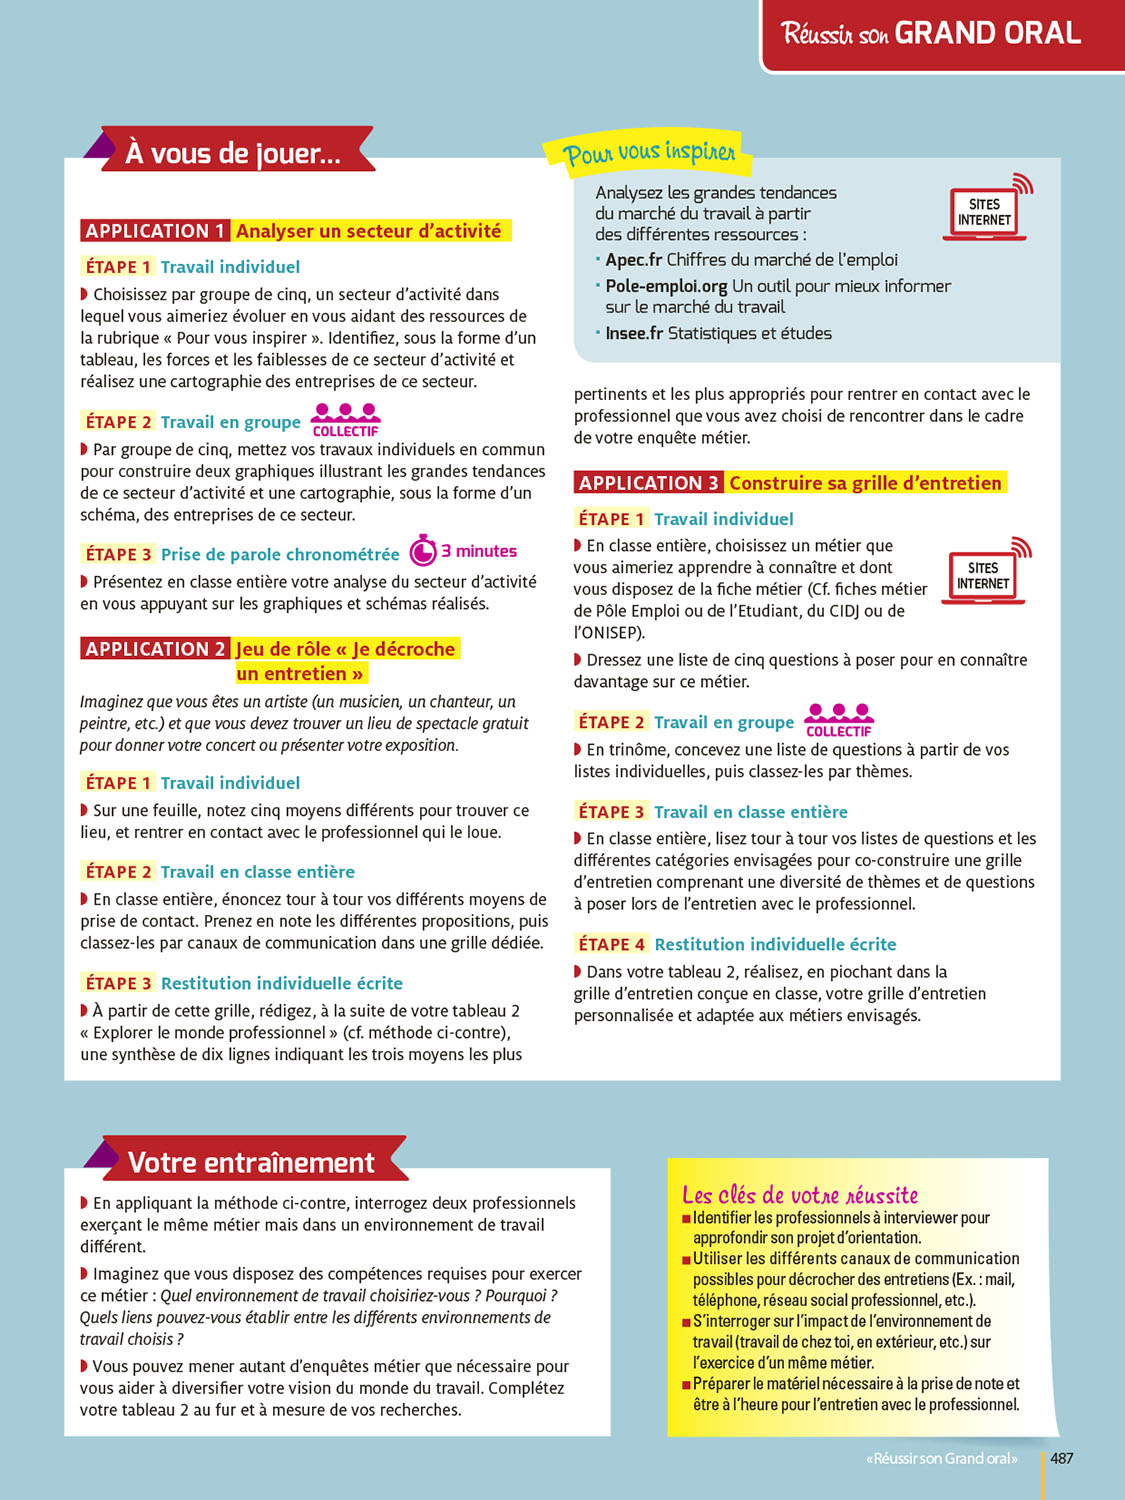 Réussir son GRAND ORAL
À vous de jouer...
APPLICATION 1 Analyser un secteur d'activité
ÉTAPE 1 Travail individuel
Choisissez par groupe de cinq, un secteur d'activité dans
lequel vous aimeriez évoluer en vous aidant des ressources de
la rubrique « Pour vous inspirer ». Identifiez, sous la forme d'un
tableau, les forces et les faiblesses de ce secteur d'activité et
réalisez une cartographie des entreprises de ce secteur.
ÉTAPE 2 Travail en groupe COLLECTIF
Par groupe de cinq, mettez vos travaux individuels en commun
pour construire deux graphiques illustrant les grandes tendances
de ce secteur d'activité et une cartographie, sous la forme d'un
schéma, des entreprises de ce secteur.
ÉTAPE 3 Prise de parole chronométrée 3 minutes
Présentez en classe entière votre analyse du secteur d'activité
en vous appuyant sur les graphiques et schémas réalisés.
APPLICATION 2 Jeu de rôle « Je décroche
un entretien »
Imaginez que vous êtes un artiste (un musicien, un chanteur, un
peintre, etc.) et que vous devez trouver un lieu de spectacle gratuit
pour donner votre concert ou présenter votre exposition.
ÉTAPE 1 Travail individuel
Sur une feuille, notez cinq moyens différents pour trouver ce
lieu, et rentrer en contact avec le professionnel qui le loue.
ÉTAPE 2 Travail en classe entière
En classe entière, énoncez tour à tour vos différents moyens de
prise de contact. Prenez en note les différentes propositions, puis
classez-les par canaux de communication dans une grille dédiée.
ÉTAPE 3 Restitution individuelle écrite
À partir de cette grille, rédigez, à la suite de votre tableau 2
« Explorer le monde professionnel » (cf. méthode ci-contre),
une synthèse de dix lignes indiquant les trois moyens les plus
Pour vous inspirer
Analysez les grandes tendances
du marché du travail à partir
des différentes ressources :
SITES
INTERNET
• Apec.fr Chiffres du marché de l'emploi
• Pole-emploi.org Un outil pour mieux informer
sur le marché du travail
• Insee.fr Statistiques et études
pertinents et les plus appropriés pour rentrer en contact avec le
professionnel que vous avez choisi de rencontrer dans le cadre
de votre enquête métier.
APPLICATION 3 Construire sa grille d'entretien
ÉTAPE 1 Travail individuel
En classe entière, choisissez un métier que
vous aimeriez apprendre à connaître et dont
vous disposez de la fiche métier (Cf. fiches métier
de Pôle Emploi ou de l'Etudiant, du CIDJ ou de
l'ONISEP).
SITES
INTERNET
Dressez une liste de cinq questions à poser pour en connaître
davantage sur ce métier.
ÉTAPE 2 Travail en groupe COLLECTIF
En trinôme, concevez une liste de questions à partir de vos
listes individuelles, puis classez-les par thèmes.
ÉTAPE 3 Travail en classe entière
En classe entière, lisez tour à tour vos listes de questions et les
différentes catégories envisagées pour co-construire une grille
d'entretien comprenant une diversité de thèmes et de questions
à poser lors de l'entretien avec le professionnel.
ÉTAPE 4 Restitution individuelle écrite
Dans votre tableau 2, réalisez, en piochant dans la
grille d'entretien conçue en classe, votre grille d'entretien
personnalisée et adaptée aux métiers envisagés.
Votre entraînement
En appliquant la méthode ci-contre, interrogez deux professionnels
exerçant le même métier mais dans un environnement de travail
différent.
Imaginez que vous disposez des compétences requises pour exercer
ce métier : Quel environnement de travail choisiriez-vous ? Pourquoi ?
Quels liens pouvez-vous établir entre les différents environnements de
travail choisis ?
Vous pouvez mener autant d'enquêtes métier que nécessaire pour
vous aider à diversifier votre vision du monde du travail. Complétez
votre tableau 2 au fur et à mesure de vos recherches.
Les clés de votre réussite
Identifier les professionnels à interviewer pour
approfondir son projet d'orientation.
Utiliser les différents canaux de communication
possibles pour décrocher des entretiens (Ex. : mail,
téléphone, réseau social professionnel, etc.).
S'interroger sur l'impact de l'environnement de
travail (travail de chez toi, en extérieur, etc.) sur
l'exercice d'un même métier.
Préparer le matériel nécessaire à la prise de note et
être à l'heure pour l'entretien avec le professionnel.
«Réussir son Grand oral» 487